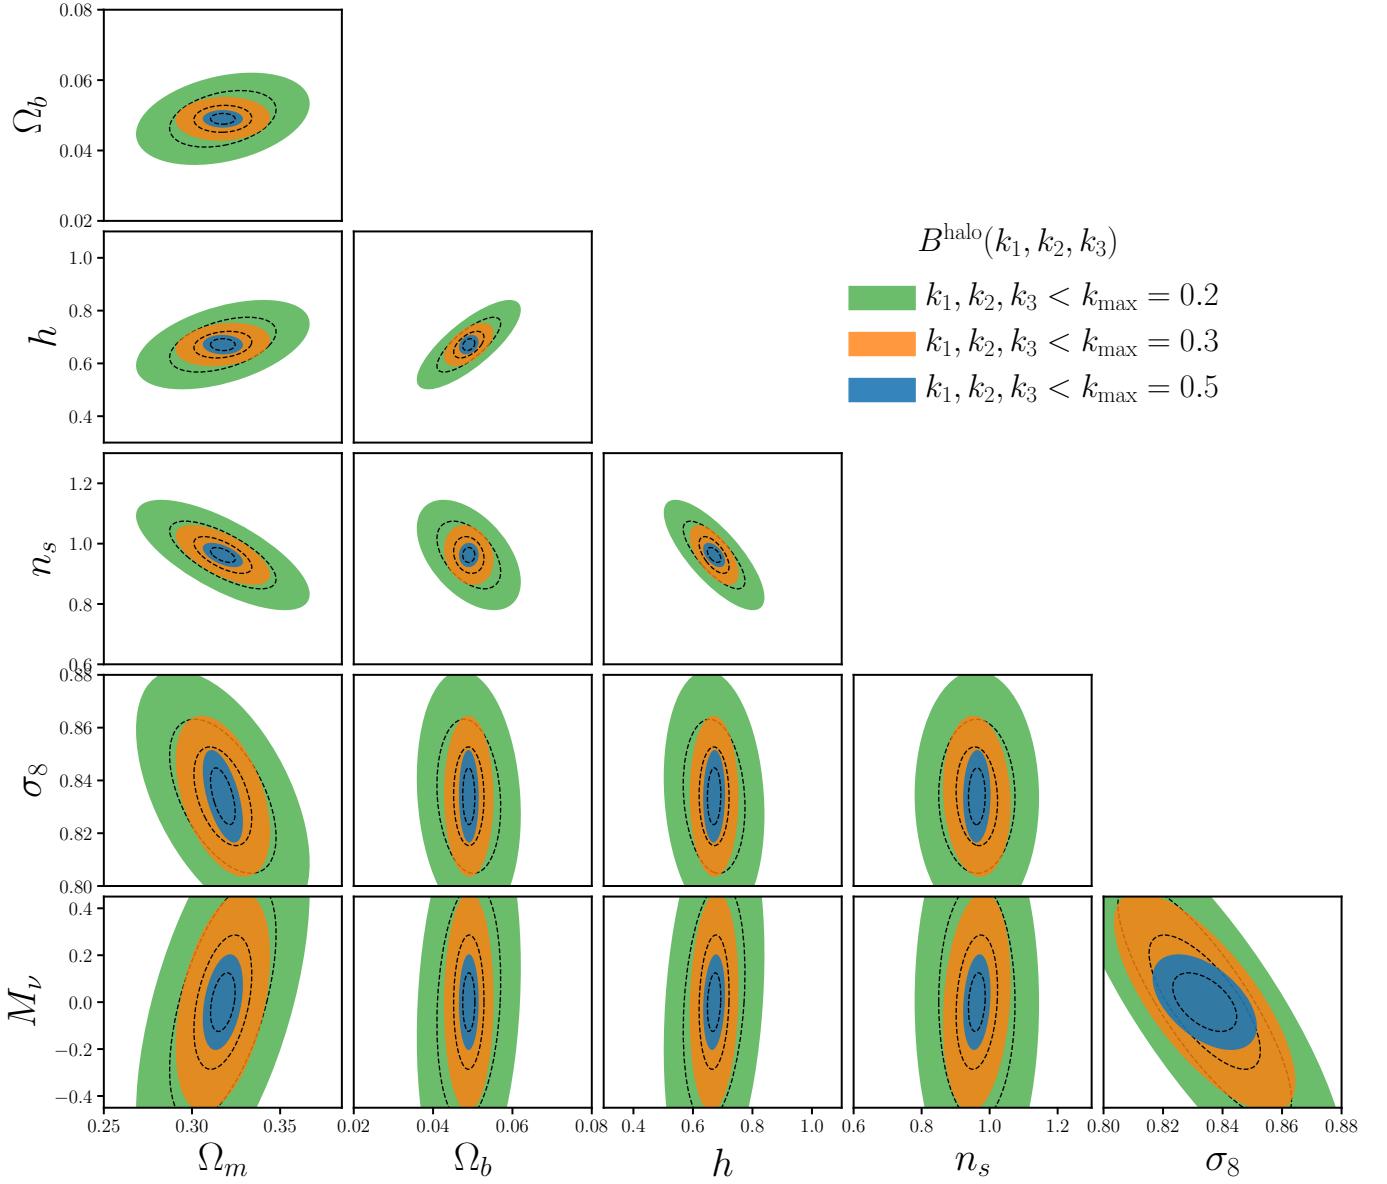 0.08
0.06
0.04
0.02
Ω_b
B^halo(k_1, k_2, k_3)
k_1, k_2, k_3 < k_max = 0.2
k_1, k_2, k_3 < k_max = 0.3
k_1, k_2, k_3 < k_max = 0.5
1.0
0.8
0.6
0.4
h
1.2
1.0
0.8
0.6
n_s
0.88
0.86
0.84
0.82
0.80
σ_8
0.4
0.2
0.0
−0.2
−0.4
M_ν
0.25 0.30 0.35 0.02 0.04 0.06 0.08 0.4 0.6 0.8 1.0 0.6 0.8 1.0 1.2 0.80 0.82 0.84 0.86 0.88
Ω_m Ω_b h n_s σ_8